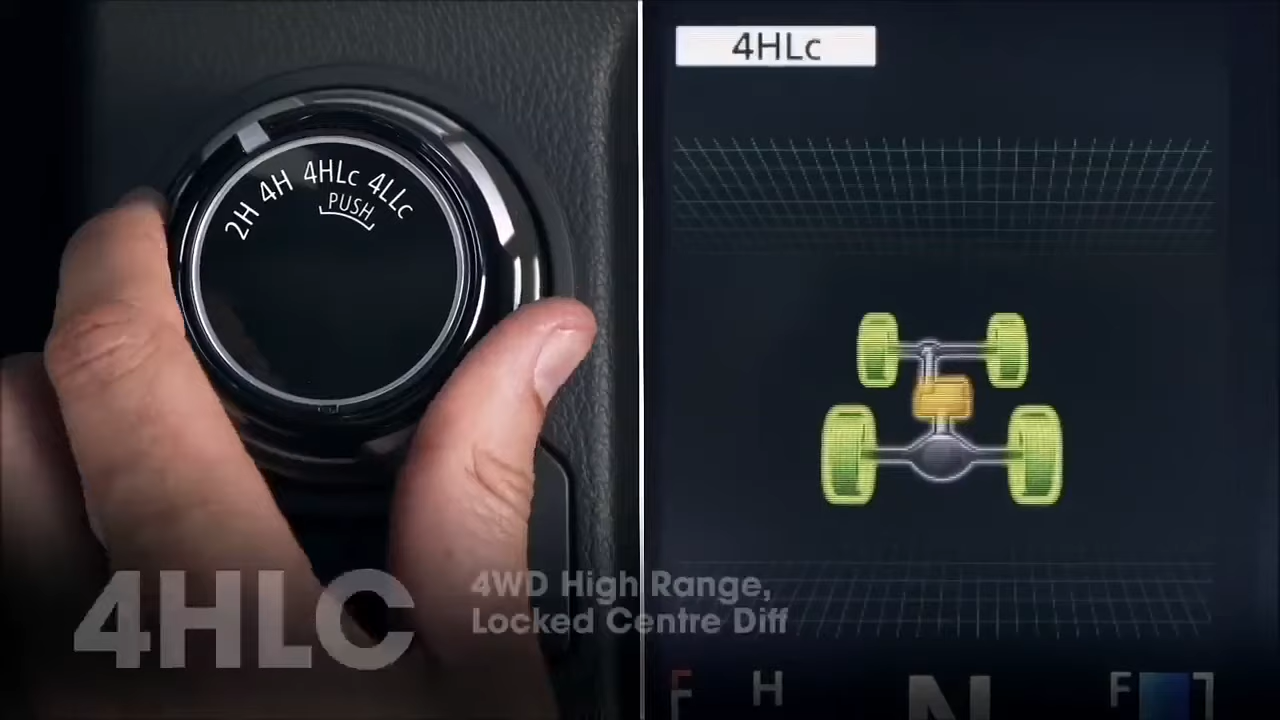 2H 4H 4HLc 4LLc
PUSH
4HLc
4HLC
4WD High Range,
Locked Centre Diff
F H N F